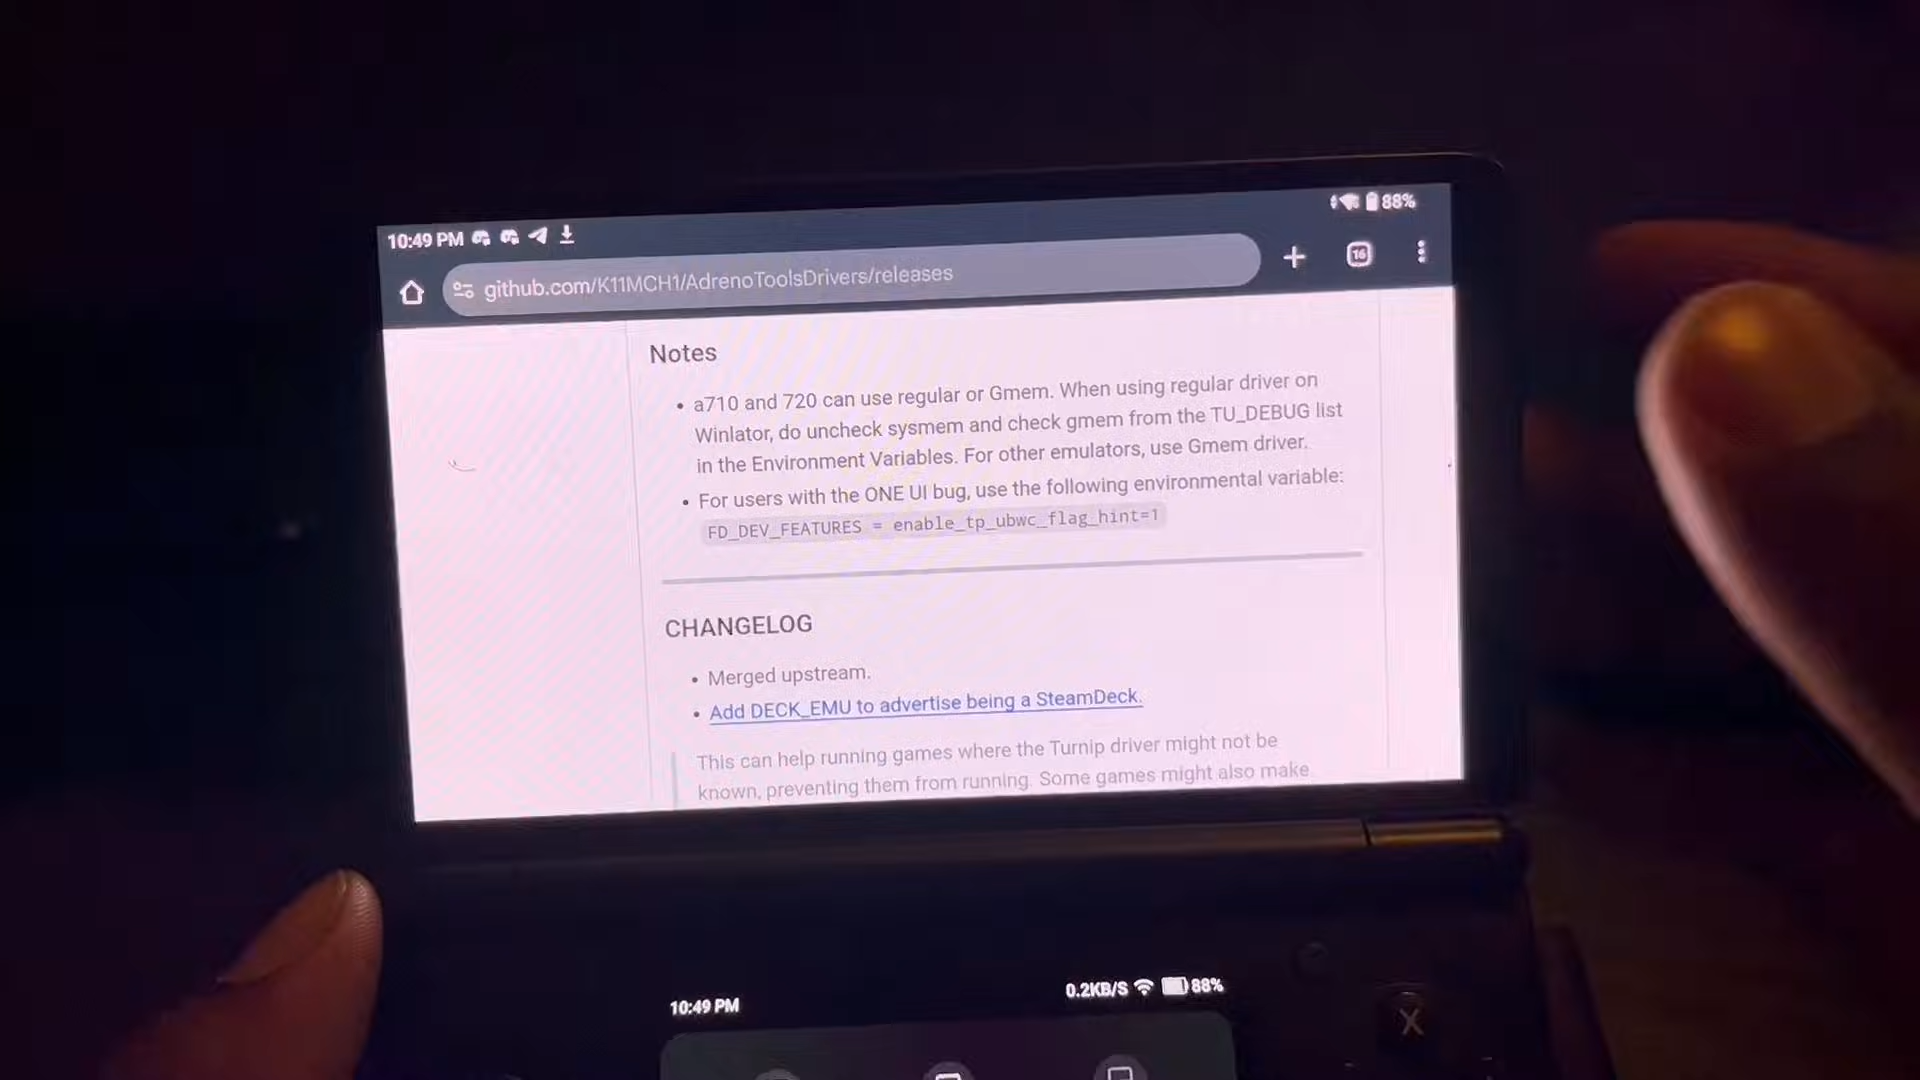 10:49 PM
88%
github.com/K11MCH1/AdrenoToolsDrivers/releases
16
Notes
• a710 and 720 can use regular or Gmem. When using regular driver on
Winlator, do uncheck sysmem and check gmem from the TU_DEBUG list
in the Environment Variables. For other emulators, use Gmem driver.
• For users with the ONE UI bug, use the following environmental variable:
FD_DEV_FEATURES = enable_tp_ubwc_flag_hint=1
CHANGELOG
• Merged upstream.
• Add DECK_EMU to advertise being a SteamDeck.
This can help running games where the Turnip driver might not be
known, preventing them from running. Some games might also make
10:49 PM
0.2KB/S 88%
X